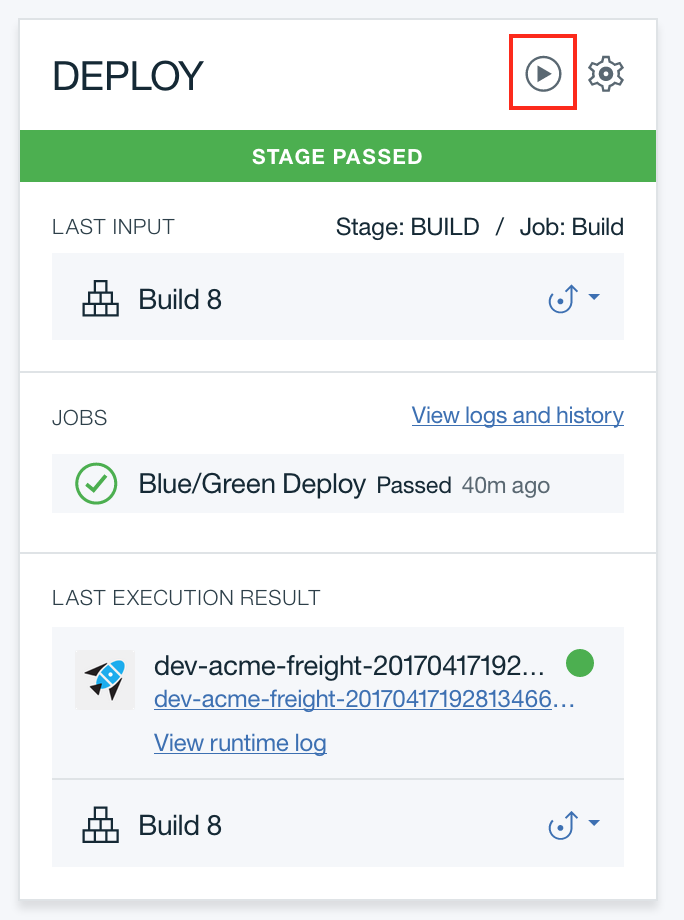 DEPLOY
STAGE PASSED
LAST INPUT Stage: BUILD / Job: Build
Build 8
JOBS View logs and history
Blue/Green Deploy Passed 40m ago
LAST EXECUTION RESULT
dev-acme-freight-20170417192...
dev-acme-freight-20170417192813466...
View runtime log
Build 8